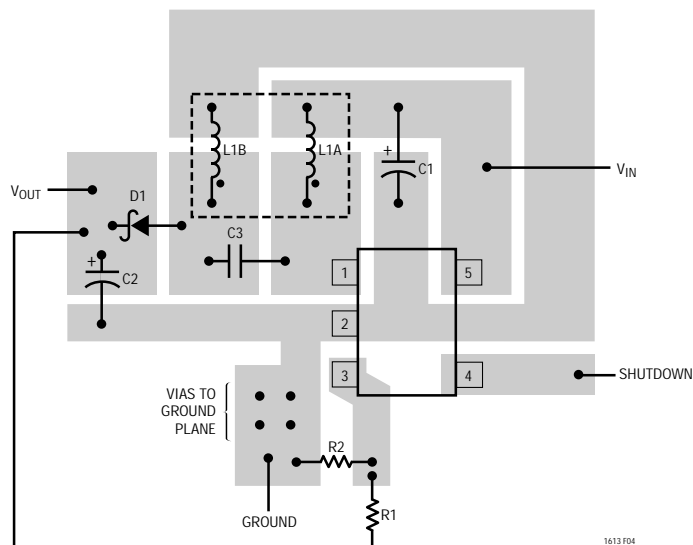 L1B
L1A
+
C1
VIN
VOUT
D1
C3
+
C2
1
5
2
3
4
SHUTDOWN
VIAS TO
GROUND
PLANE
R2
GROUND
R1
1613 F04